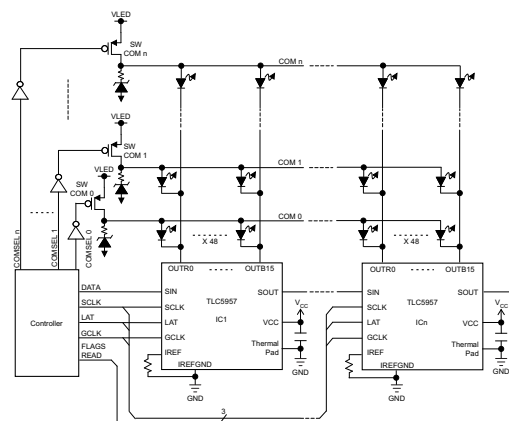 VLED
SW
COM n
COM n
VLED
SW
COM 1
COM 1
VLED
SW
COM 0
COM 0
COMSEL n
COMSEL 1
COMSEL 0
X 48
X 48
OUTR0
OUTB15
OUTR0
OUTB15
Controller
DATA
SCLK
LAT
GCLK
FLAGS
READ
SIN
SOUT
SCLK
TLC5957
LAT
VCC
IC1
GCLK
Thermal
Pad
IREF
IREFGND
GND
VCC
GND
SIN
SOUT
SCLK
TLC5957
LAT
VCC
ICn
GCLK
Thermal
Pad
IREF
IREFGND
GND
VCC
GND
3